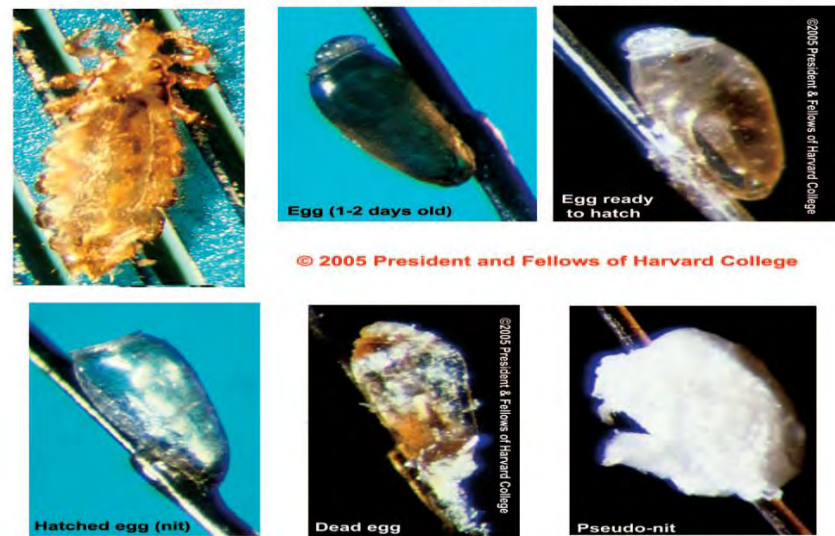 Egg (1-2 days old)
Egg ready
to hatch
©2005 President & Fellows of Harvard College
© 2005 President and Fellows of Harvard College
Hatched egg (nit)
Dead egg
©2005 President & Fellows of Harvard College
Pseudo-nit